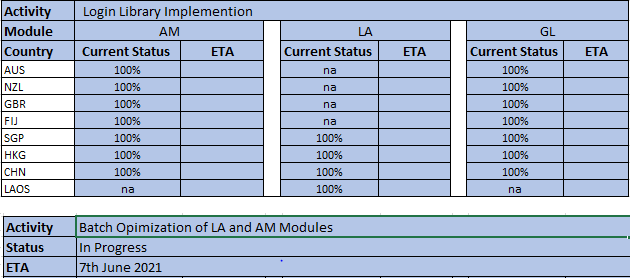 Activity Login Library Implemention
Module AM LA GL
Country Current Status ETA Current Status ETA Current Status ETA
AUS 100% na 100%
NZL 100% na 100%
GBR 100% na 100%
FIJ 100% na 100%
SGP 100% 100% 100%
HKG 100% 100% 100%
CHN 100% 100% 100%
LAOS na 100% na
Activity Batch Opimization of LA and AM Modules
Status In Progress
ETA 7th June 2021